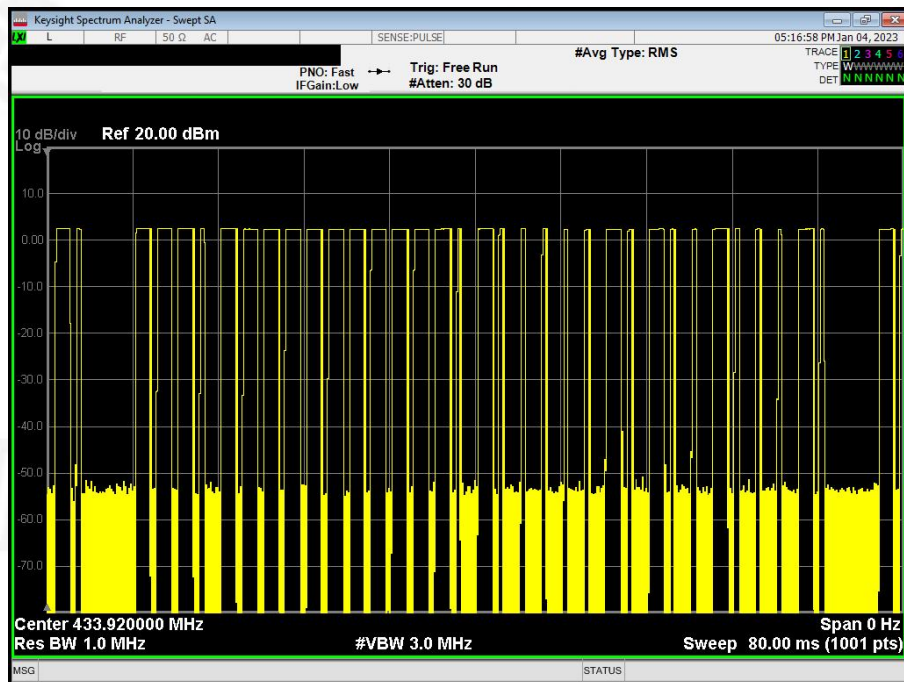 Keysight Spectrum Analyzer - Swept SA
LXI L RF 50 Ω AC SENSE:PULSE 05:16:58 PM Jan 04, 2023
#Avg Type: RMS TRACE 1 2 3 4 5 6
PNO: Fast Trig: Free Run TYPE WWWWWW
IFGain:Low #Atten: 30 dB DET N N N N N N
10 dB/div Ref 20.00 dBm
Log
10.0
0.00
-10.0
-20.0
-30.0
-40.0
-50.0
-60.0
-70.0
Center 433.920000 MHz Span 0 Hz
Res BW 1.0 MHz #VBW 3.0 MHz Sweep 80.00 ms (1001 pts)
MSG STATUS